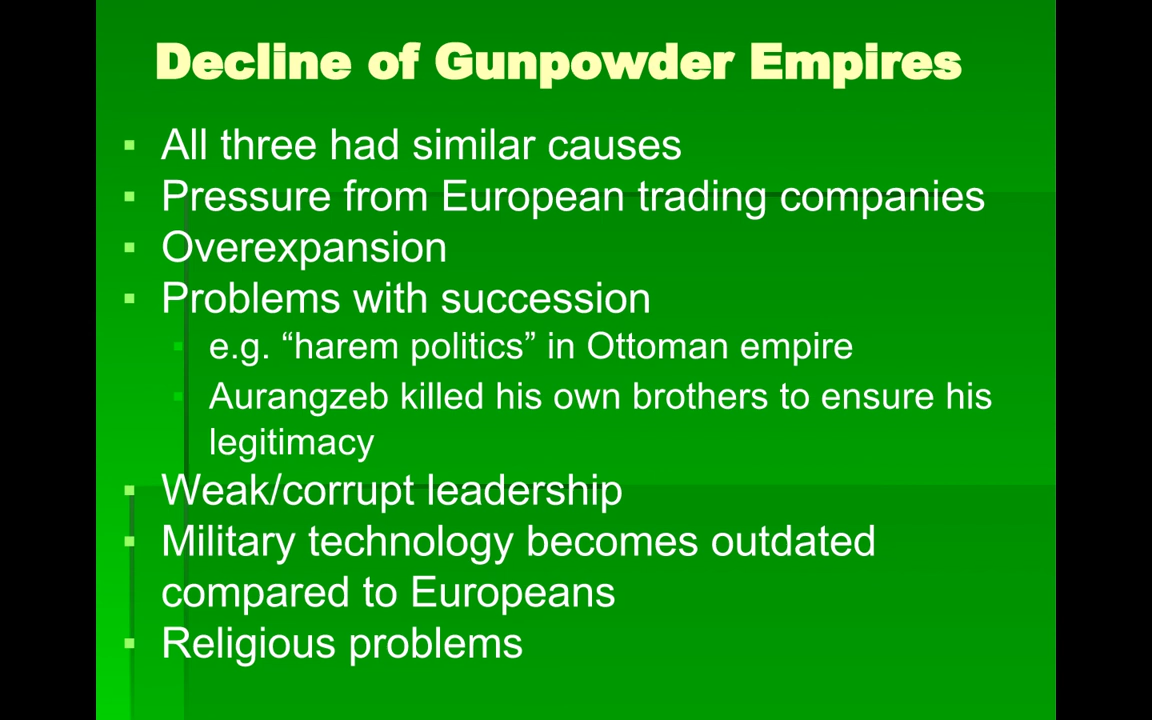 Decline of Gunpowder Empires
▪ All three had similar causes
▪ Pressure from European trading companies
▪ Overexpansion
▪ Problems with succession
▪ e.g. “harem politics” in Ottoman empire
▪ Aurangzeb killed his own brothers to ensure his
legitimacy
▪ Weak/corrupt leadership
▪ Military technology becomes outdated
compared to Europeans
▪ Religious problems